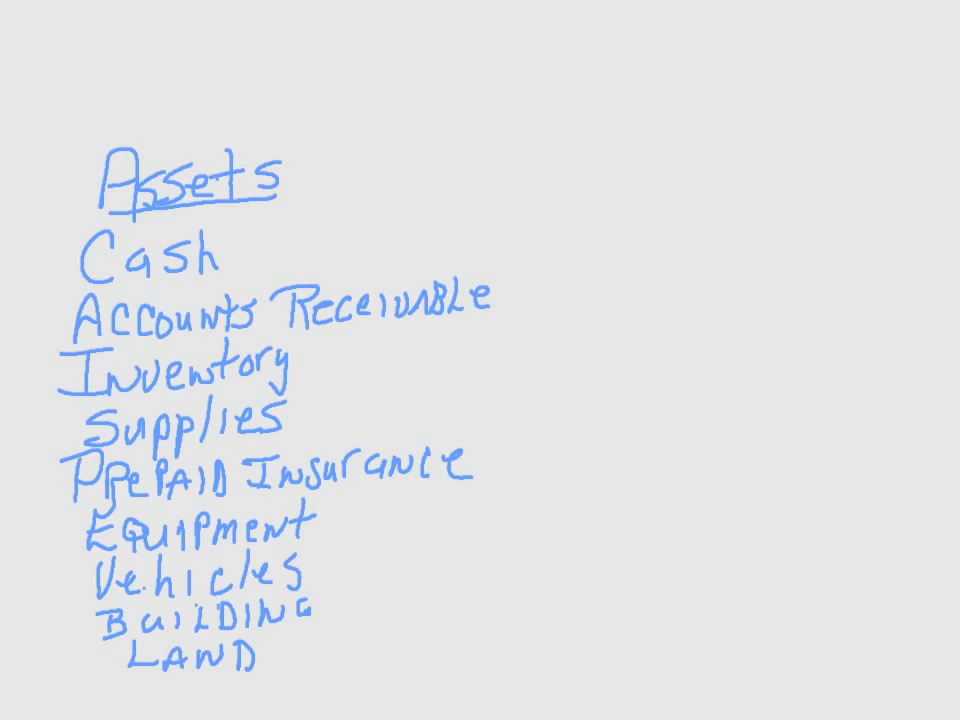 Assets
Cash
Accounts Receivable
Inventory
Supplies
Prepaid Insurance
Equipment
Vehicles
Building
Land